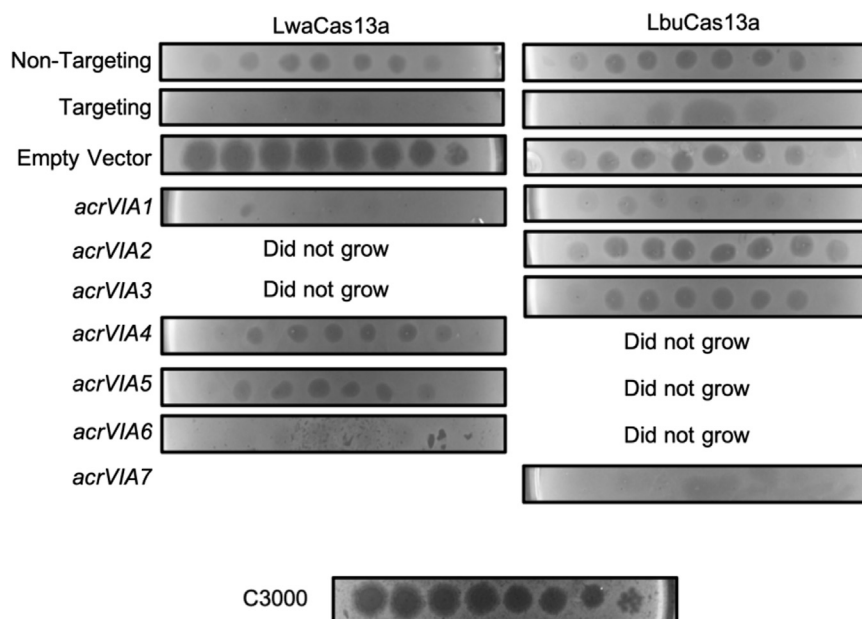 LwaCas13a LbuCas13a
Non-Targeting
Targeting
Empty Vector
acrVIA1
acrVIA2 Did not grow
acrVIA3 Did not grow
acrVIA4 Did not grow
acrVIA5 Did not grow
acrVIA6 Did not grow
acrVIA7
C3000